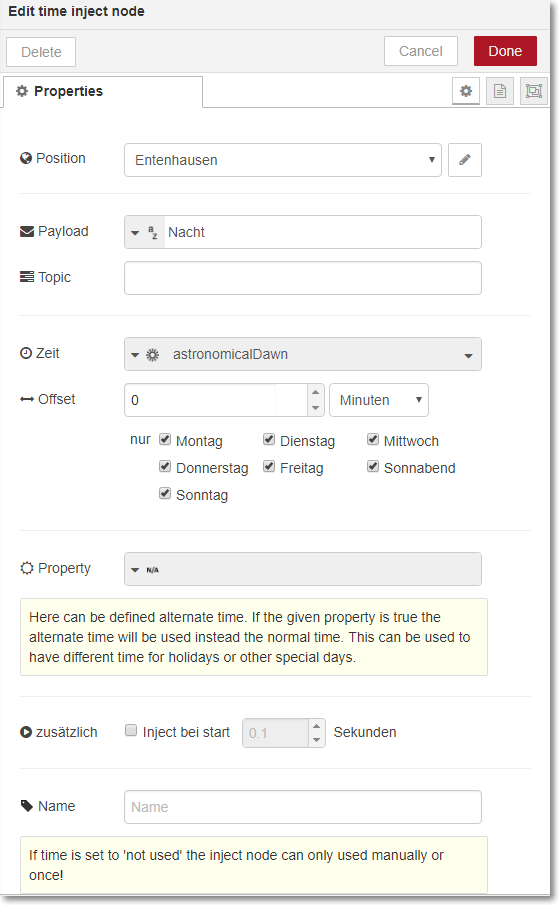 Edit time inject node
Delete Cancel Done
Properties
Position Entenhausen
Payload az Nacht
Topic
Zeit astronomicalDawn
Offset 0 Minuten
nur Montag Dienstag Mittwoch
Donnerstag Freitag Sonnabend
Sonntag
Property N/A
Here can be defined alternate time. If the given property is true the
alternate time will be used instead the normal time. This can be used to
have different time for holidays or other special days.
zusätzlich Inject bei start 0.1 Sekunden
Name Name
If time is set to 'not used' the inject node can only used manually or
once!